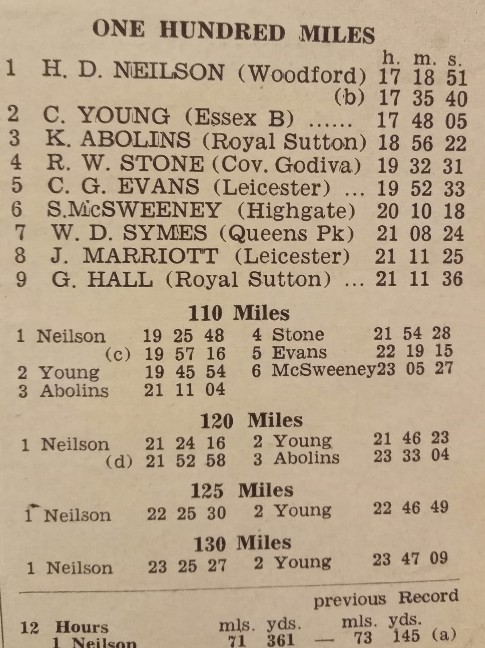 ONE HUNDRED MILES
h. m. s.
1 H. D. NEILSON (Woodford) 17 18 51
(b) 17 35 40
2 C. YOUNG (Essex B) ...... 17 48 05
3 K. ABOLINS (Royal Sutton) 18 56 22
4 R. W. STONE (Cov. Godiva) 19 32 31
5 C. G. EVANS (Leicester) ... 19 52 33
6 S.McSWEENEY (Highgate) 20 10 18
7 W. D. SYMES (Queens Pk) 21 08 24
8 J. MARRIOTT (Leicester) 21 11 25
9 G. HALL (Royal Sutton) ... 21 11 36
110 Miles
1 Neilson 19 25 48 4 Stone 21 54 28
(c) 19 57 16 5 Evans 22 19 15
2 Young 19 45 54 6 McSweeney23 05 27
3 Abolins 21 11 04
120 Miles
1 Neilson 21 24 16 2 Young 21 46 23
(d) 21 52 58 3 Abolins 23 33 04
125 Miles
1 Neilson 22 25 30 2 Young 22 46 49
130 Miles
1 Neilson 23 25 27 2 Young 23 47 09
previous Record
12 Hours mls. yds. mls. yds.
1 Neilson 71 361 — 73 145 (a)